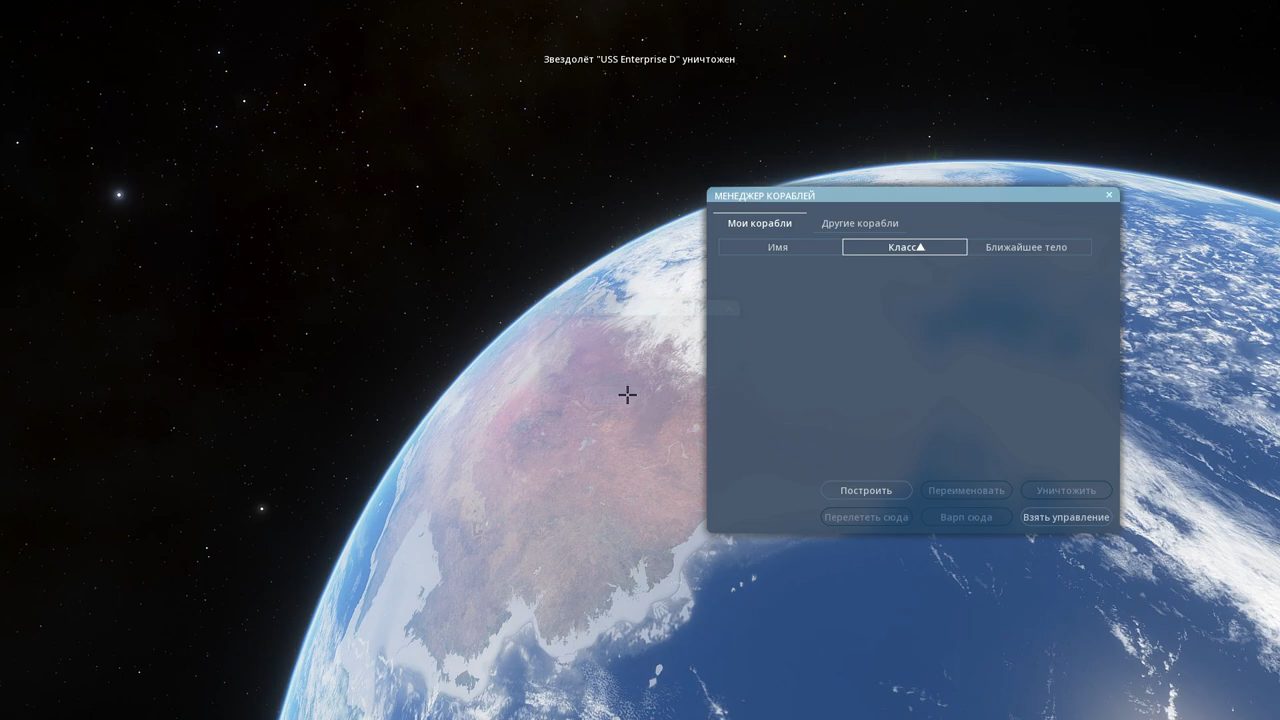 Звездолёт "USS Enterprise D" уничтожен
МЕНЕДЖЕР КОРАБЛЕЙ
Мои корабли Другие корабли
Имя Класс Ближайшее тело
Построить Переименовать Уничтожить
Перелететь сюда Варп сюда Взять управление